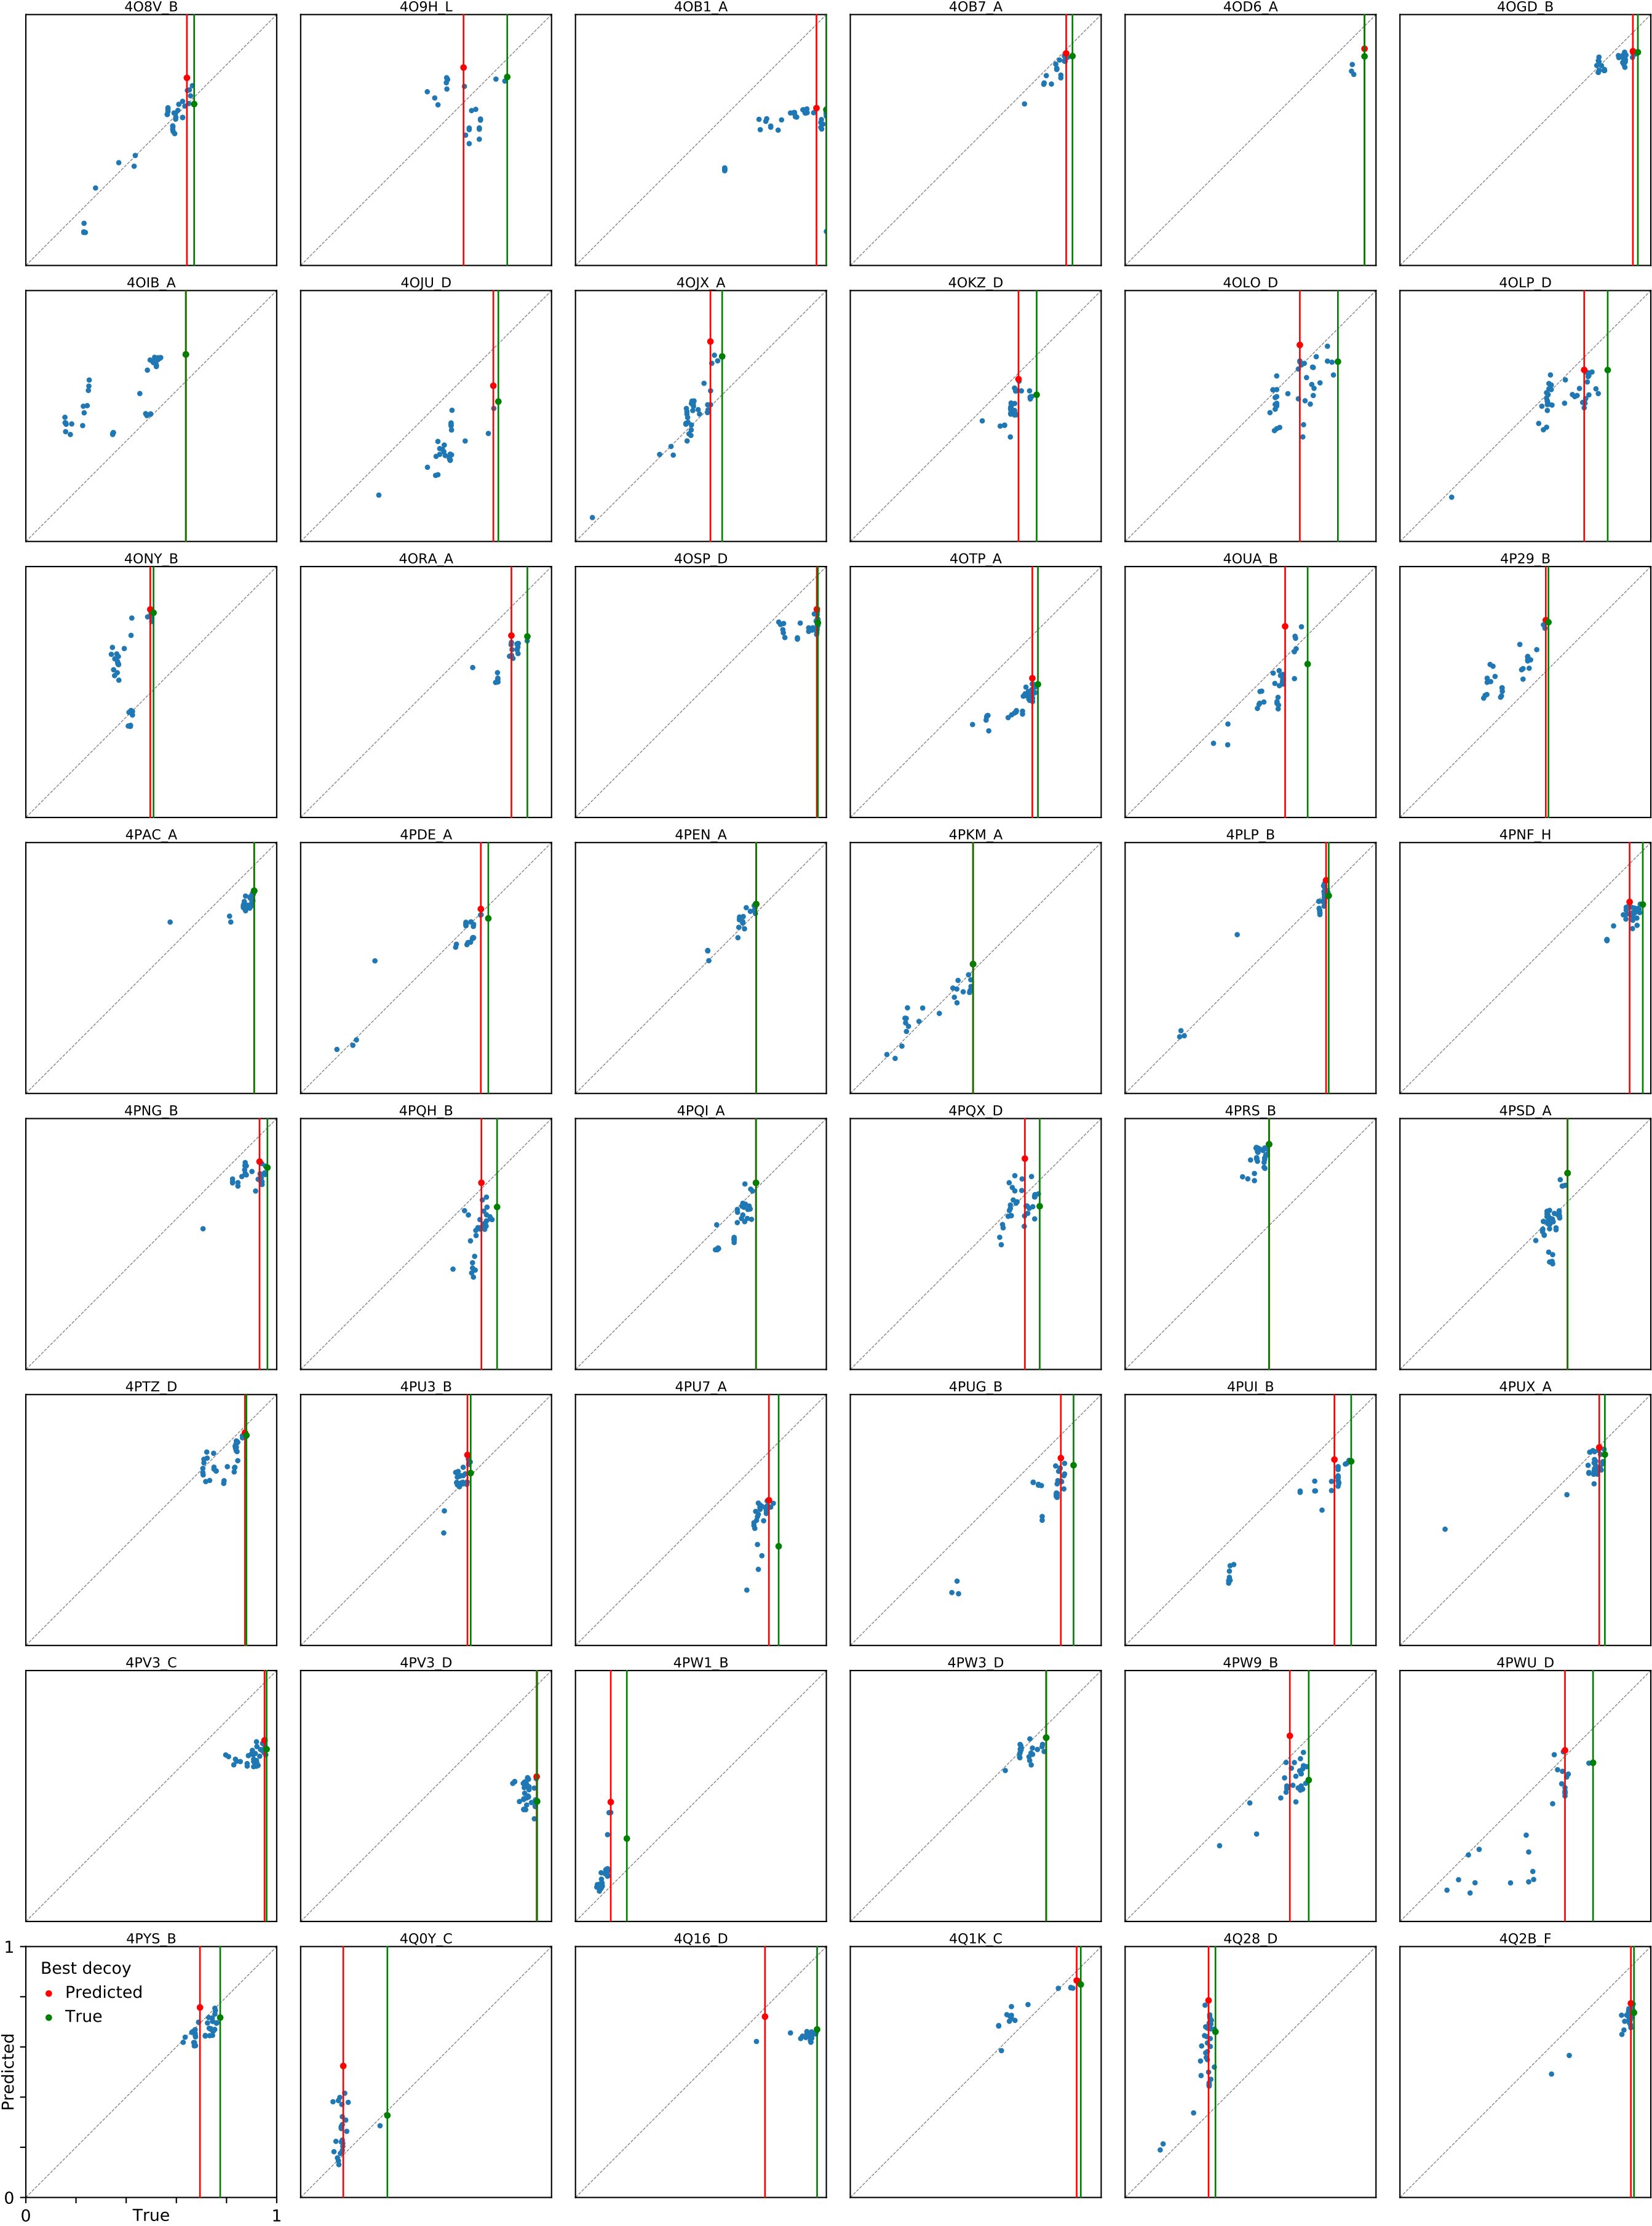 4O8V_B 4O9H_L 4OB1_A 4OB7_A 4OD6_A 4OGD_B
4OIB_A 4OJU_D 4OJX_A 4OKZ_D 4OLO_D 4OLP_D
4ONY_B 4ORA_A 4OSP_D 4OTP_A 4OUA_B 4P29_B
4PAC_A 4PDE_A 4PEN_A 4PKM_A 4PLP_B 4PNF_H
4PNG_B 4PQH_B 4PQI_A 4PQX_D 4PRS_B 4PSD_A
4PTZ_D 4PU3_B 4PU7_A 4PUG_B 4PUI_B 4PUX_A
4PV3_C 4PV3_D 4PW1_B 4PW3_D 4PW9_B 4PWU_D
4PYS_B 4Q0Y_C 4Q16_D 4Q1K_C 4Q28_D 4Q2B_F
1
Best decoy
Predicted
True
Predicted
0
0 True 1